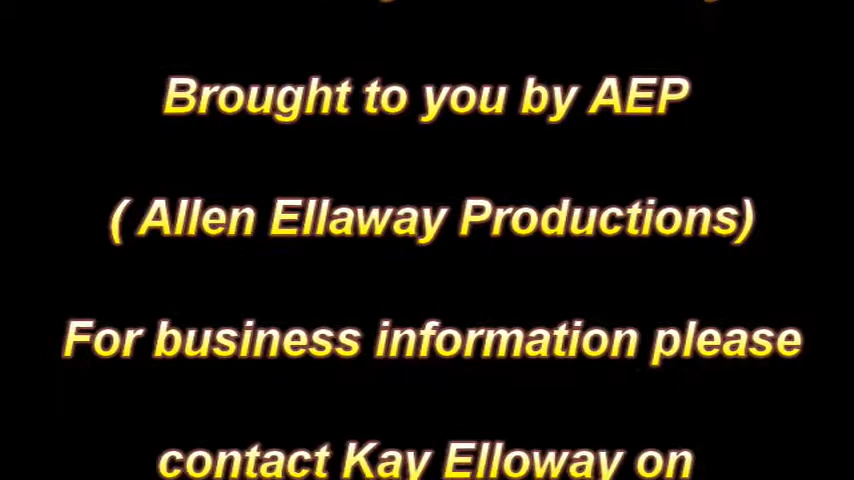 Brought to you by AEP
( Allen Ellaway Productions)
For business information please
contact Kay Elloway on